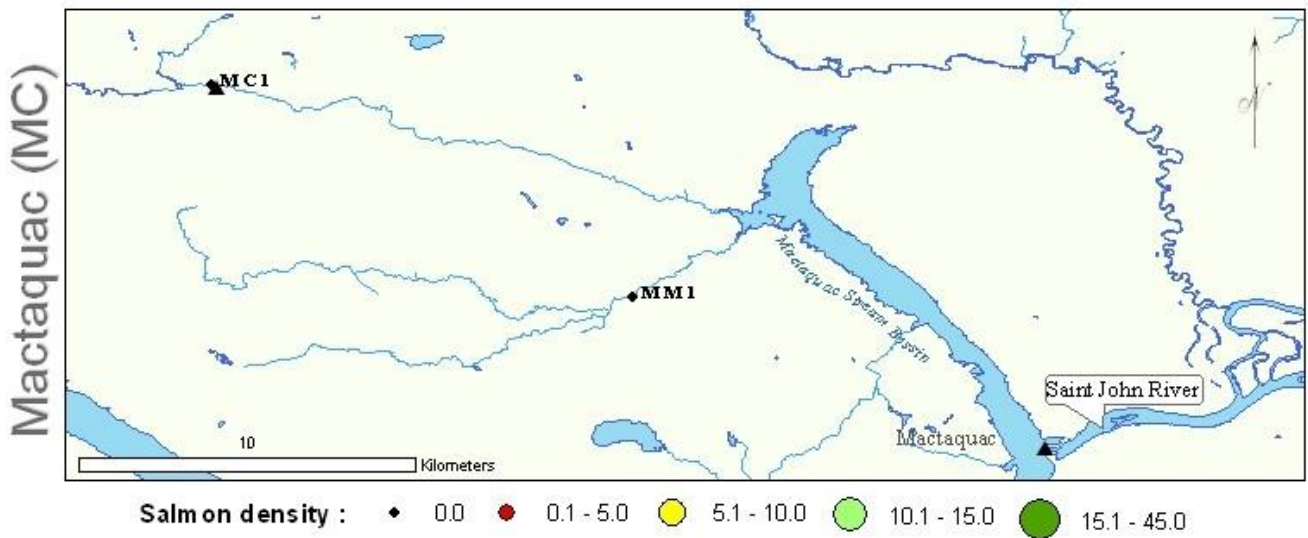 Mactaquac (MC)
MC1
N
Mactaquac Stream Bassin
MM1
Saint John River
Mactaquac
10
Kilometers
Salmon density : 0.0 0.1 - 5.0 5.1 - 10.0 10.1 - 15.0 15.1 - 45.0